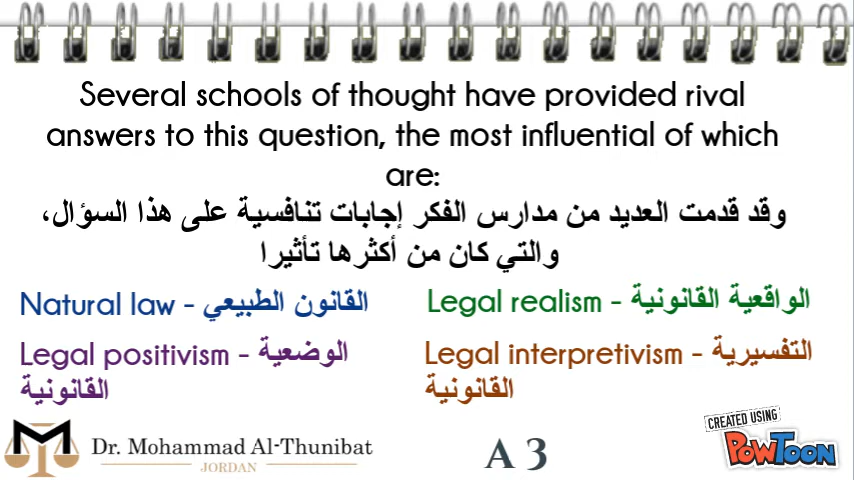 Several schools of thought have provided rival
answers to this question, the most influential of which
are:
وقد قدمت العديد من مدارس الفكر إجابات تنافسية على هذا السؤال،
والتي كان من أكثرها تأثيرا
Natural law - القانون الطبيعي
Legal realism - الواقعية القانونية
Legal positivism - الوضعية
القانونية
Legal interpretivism - التفسيرية
القانونية
M
Dr. Mohammad Al-Thunibat
JORDAN
A 3
CREATED USING
POWTOON